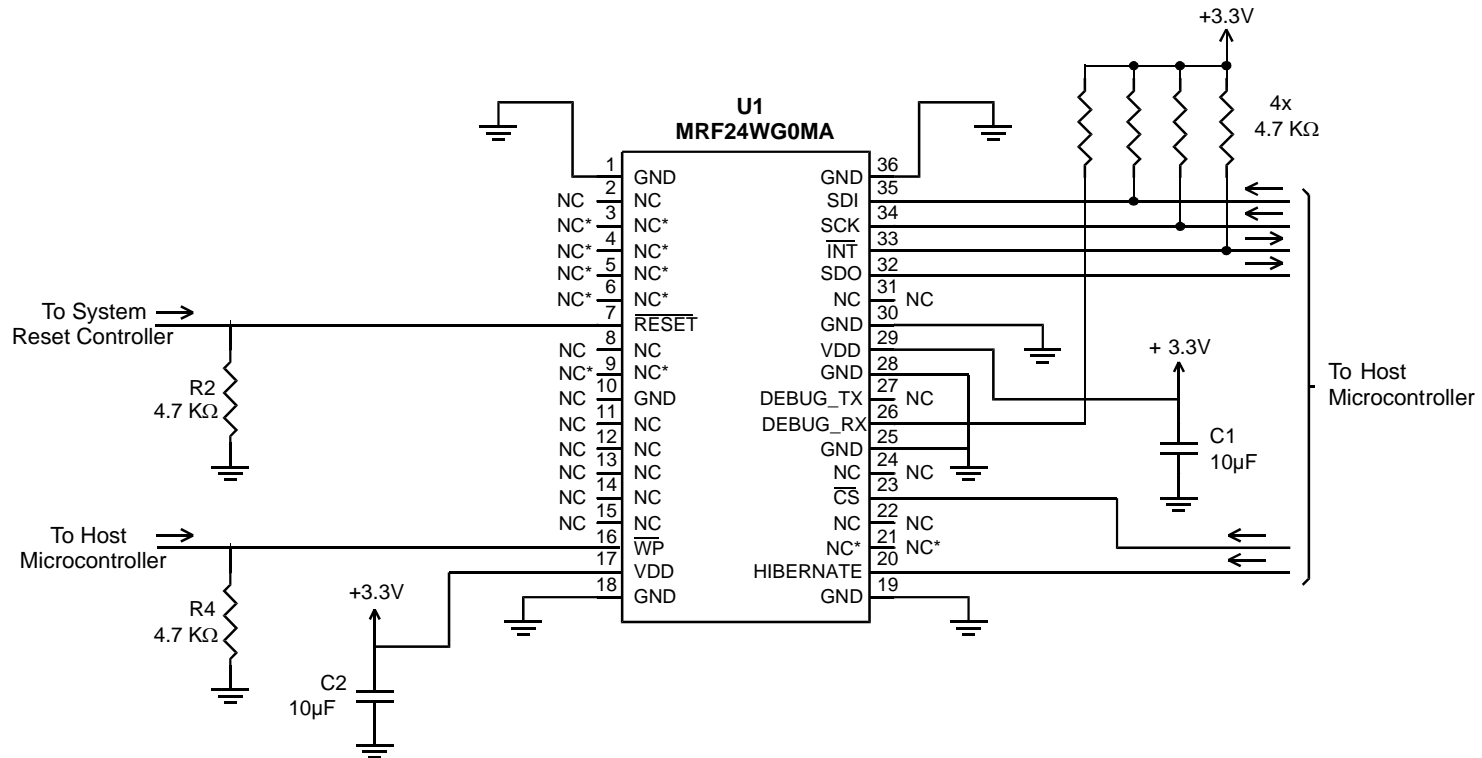 +3.3V
4x
4.7 KΩ
U1
MRF24WG0MA
1 GND
NC 2 NC
NC* 3 NC*
NC* 4 NC*
NC* 5 NC*
NC* 6 NC*
To System
Reset Controller
7 RESET
NC 8 NC
NC* 9 NC*
NC 10 GND
NC 11 NC
NC 12 NC
NC 13 NC
NC 14 NC
NC 15 NC
To Host
Microcontroller
16 WP
17 VDD
18 GND
R2
4.7 KΩ
R4
4.7 KΩ
+3.3V
C2
10µF
GND 36
SDI 35
SCK 34
INT 33
SDO 32
NC 31 NC
GND 30
VDD 29
GND 28
DEBUG_TX 27 NC
DEBUG_RX 26
GND 25
NC 24 NC
CS 23
NC 22 NC
NC* 21 NC*
HIBERNATE 20
GND 19
+ 3.3V
C1
10µF
To Host
Microcontroller